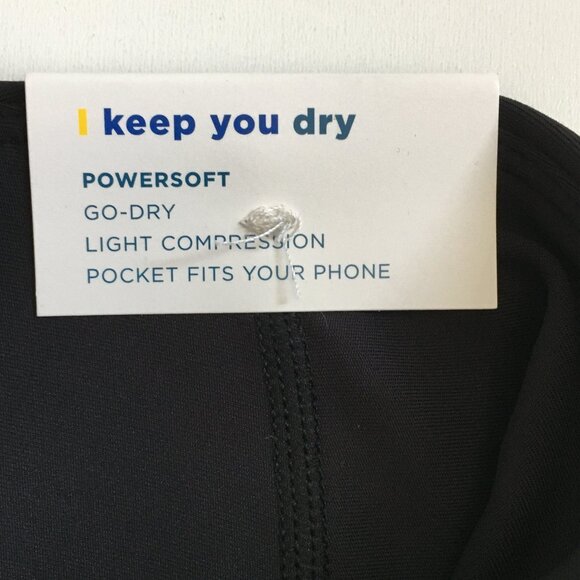 I keep you dry
POWERSOFT
GO-DRY
LIGHT COMPRESSION
POCKET FITS YOUR PHONE